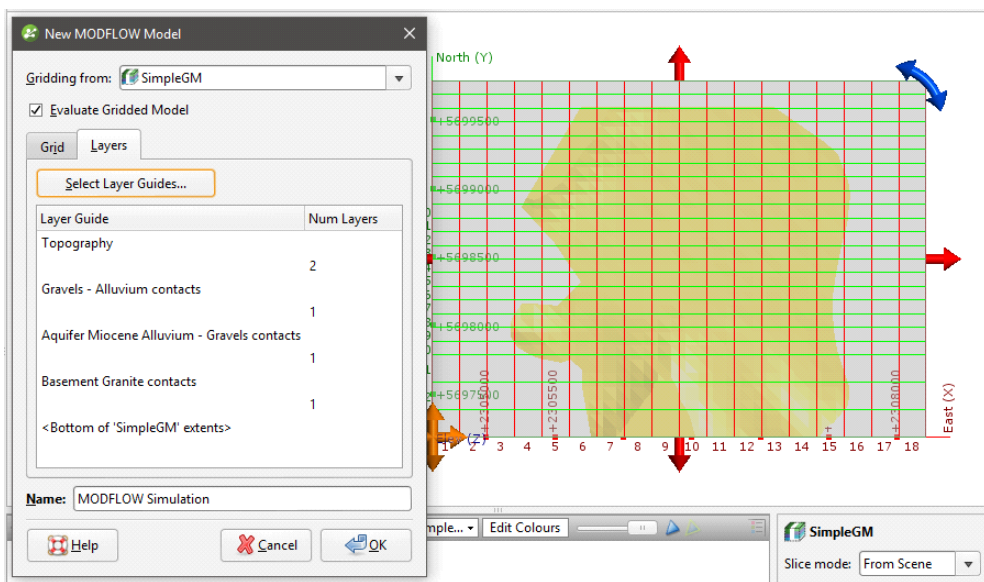 New MODFLOW Model
Gridding from: SimpleGM
Evaluate Gridded Model
Grid Layers
Select Layer Guides...
Layer Guide Num Layers
Topography
2
Gravels - Alluvium contacts
1
Aquifer Miocene Alluvium - Gravels contacts
1
Basement Granite contacts
1
<Bottom of 'SimpleGM' extents>
Name: MODFLOW Simulation
Help Cancel OK
North (Y)
+5699500
+5699000
+5698500
+5698000
+5697500
+2305000
+2305500
+2308000
East (X)
(Z)
1 2 3 4 5 6 7 8 9 10 11 12 13 14 15 16 17 18
mple... Edit Colours
SimpleGM
Slice mode: From Scene